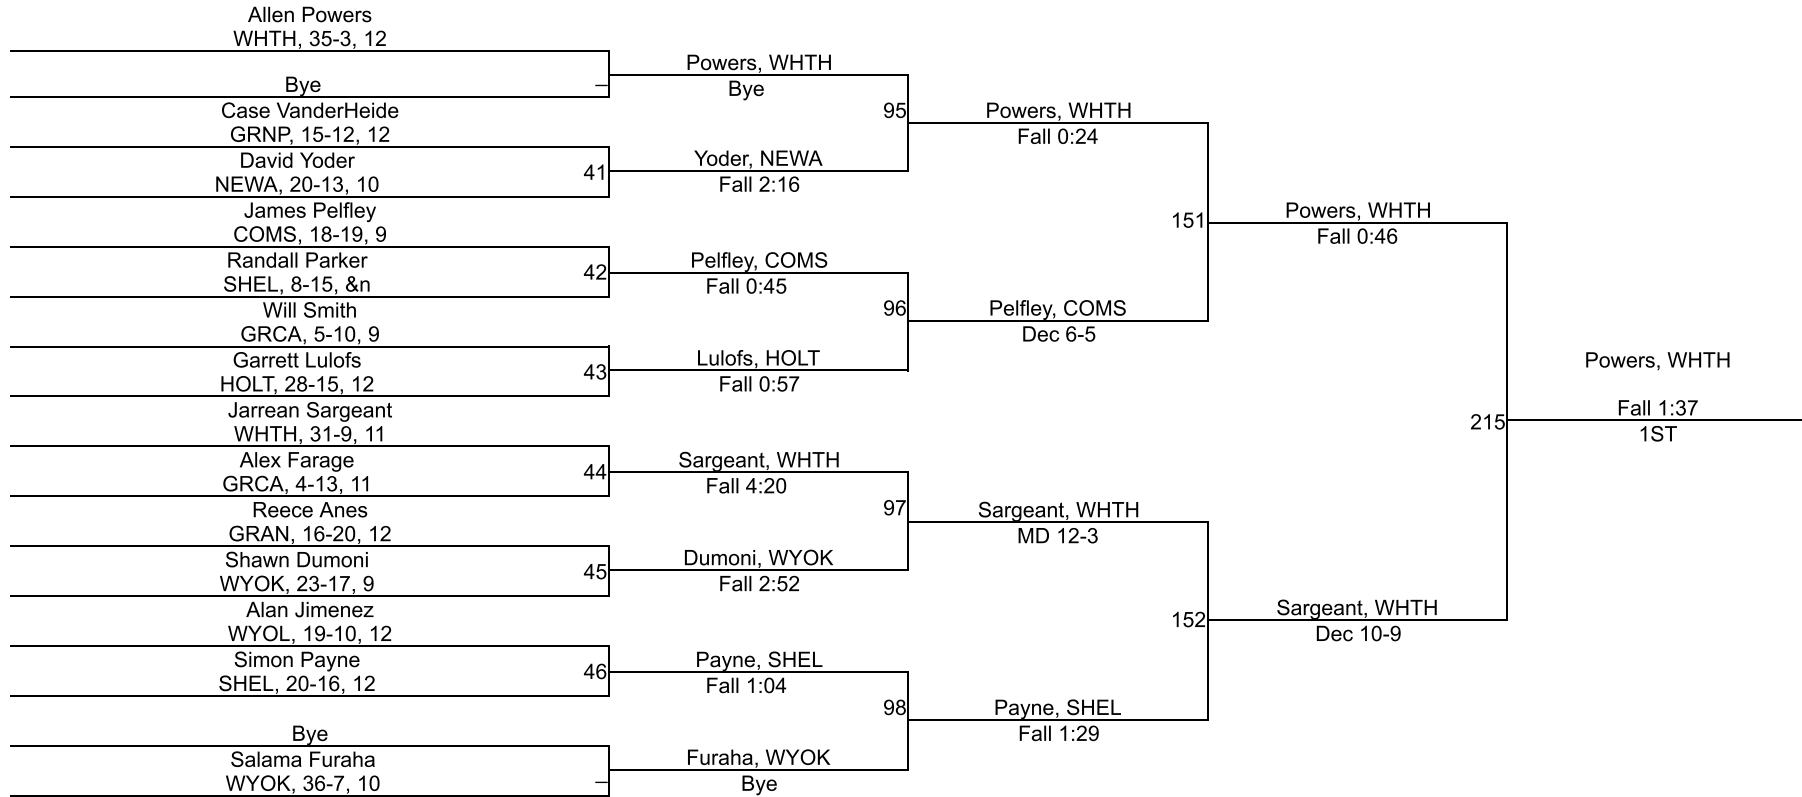 Allen Powers
WHTH, 35-3, 12
Bye
–
Case VanderHeide
GRNP, 15-12, 12
David Yoder
NEWA, 20-13, 10
41
James Pelfley
COMS, 18-19, 9
Randall Parker
SHEL, 8-15, &n
42
Will Smith
GRCA, 5-10, 9
Garrett Lulofs
HOLT, 28-15, 12
43
Jarrean Sargeant
WHTH, 31-9, 11
Alex Farage
GRCA, 4-13, 11
44
Reece Anes
GRAN, 16-20, 12
Shawn Dumoni
WYOK, 23-17, 9
45
Alan Jimenez
WYOL, 19-10, 12
Simon Payne
SHEL, 20-16, 12
46
Bye
Salama Furaha
WYOK, 36-7, 10
–
Powers, WHTH
Bye
95
Yoder, NEWA
Fall 2:16
Pelfley, COMS
Fall 0:45
96
Lulofs, HOLT
Fall 0:57
Sargeant, WHTH
Fall 4:20
97
Dumoni, WYOK
Fall 2:52
Payne, SHEL
Fall 1:04
98
Furaha, WYOK
Bye
Powers, WHTH
Fall 0:24
151
Pelfley, COMS
Dec 6-5
Sargeant, WHTH
MD 12-3
152
Payne, SHEL
Fall 1:29
Powers, WHTH
Fall 0:46
215
Sargeant, WHTH
Dec 10-9
Powers, WHTH
Fall 1:37
1ST